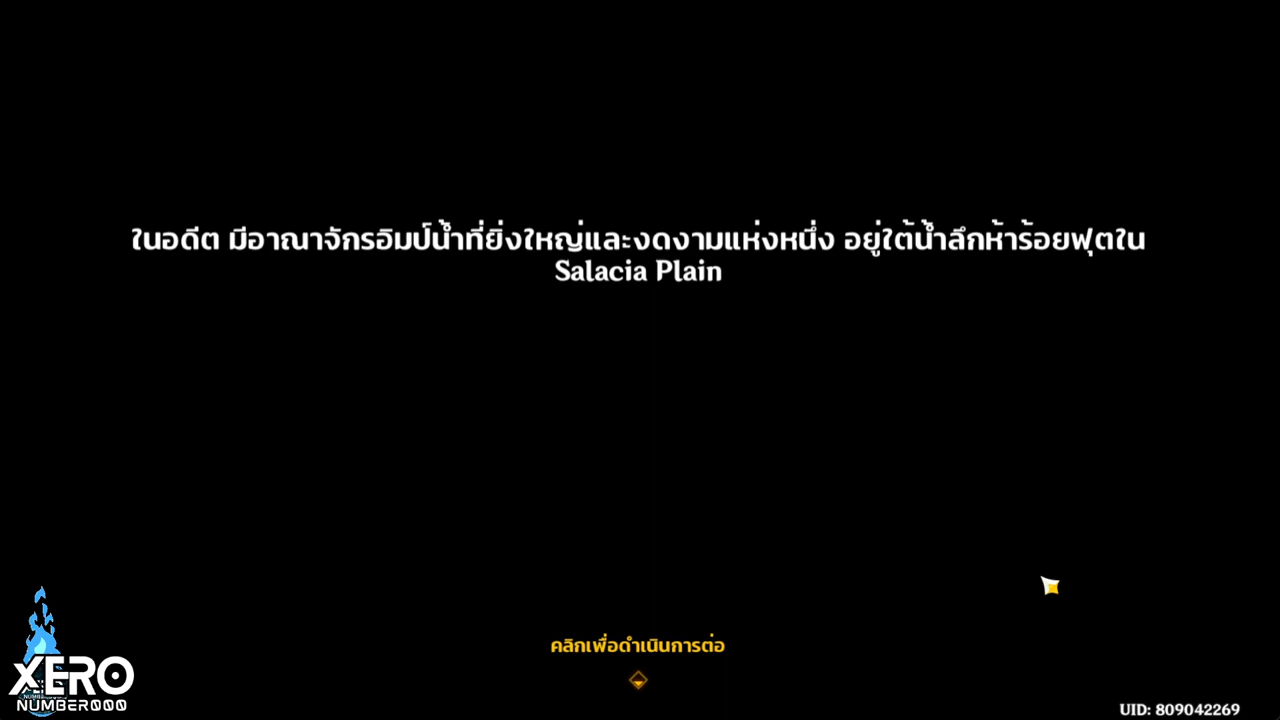 ในอดีต มีอาณาจักรอิมป์น้ำที่ยิ่งใหญ่และงดงามแห่งหนึ่ง อยู่ใต้น้ำลึกห้าร้อยฟุตใน
Salacia Plain
คลิกเพื่อดำเนินการต่อ
XERO
NUMBER000
UID: 809042269